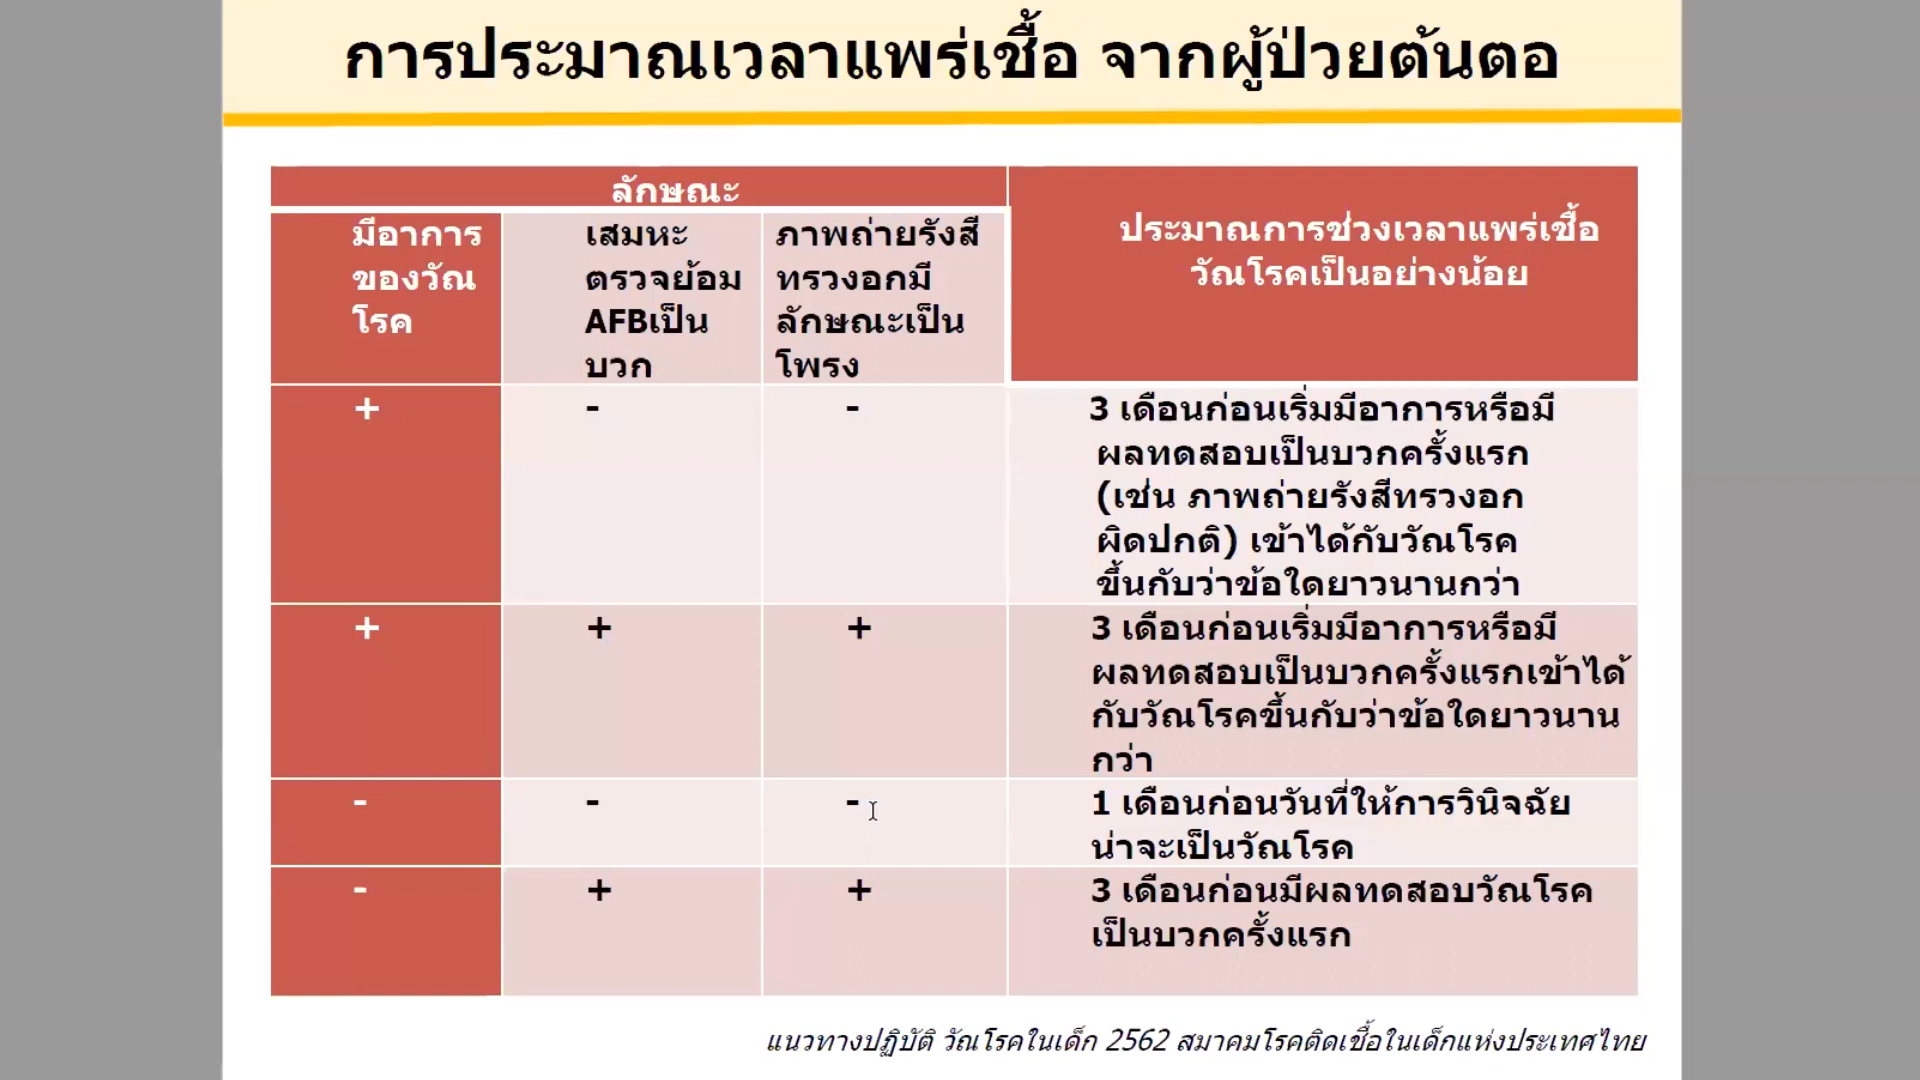 การประมาณเวลาแพร่เชื้อ จากผู้ป่วยต้นตอ
ลักษณะ
ประมาณการช่วงเวลาแพร่เชื้อ
วัณโรคเป็นอย่างน้อย
มีอาการ
ของวัณ
โรค
เสมหะ
ตรวจย้อม
AFBเป็น
บวก
ภาพถ่ายรังสี
ทรวงอกมี
ลักษณะเป็น
โพรง
+
-
-
3 เดือนก่อนเริ่มมีอาการหรือมี
ผลทดสอบเป็นบวกครั้งแรก
(เช่น ภาพถ่ายรังสีทรวงอก
ผิดปกติ) เข้าได้กับวัณโรค
ขึ้นกับว่าข้อใดยาวนานกว่า
+
+
+
3 เดือนก่อนเริ่มมีอาการหรือมี
ผลทดสอบเป็นบวกครั้งแรกเข้าได้
กับวัณโรคขึ้นกับว่าข้อใดยาวนาน
กว่า
-
-
-
1 เดือนก่อนวันที่ให้การวินิจฉัย
น่าจะเป็นวัณโรค
-
+
+
3 เดือนก่อนมีผลทดสอบวัณโรค
เป็นบวกครั้งแรก
แนวทางปฏิบัติ วัณโรคในเด็ก 2562 สมาคมโรคติดเชื้อในเด็กแห่งประเทศไทย